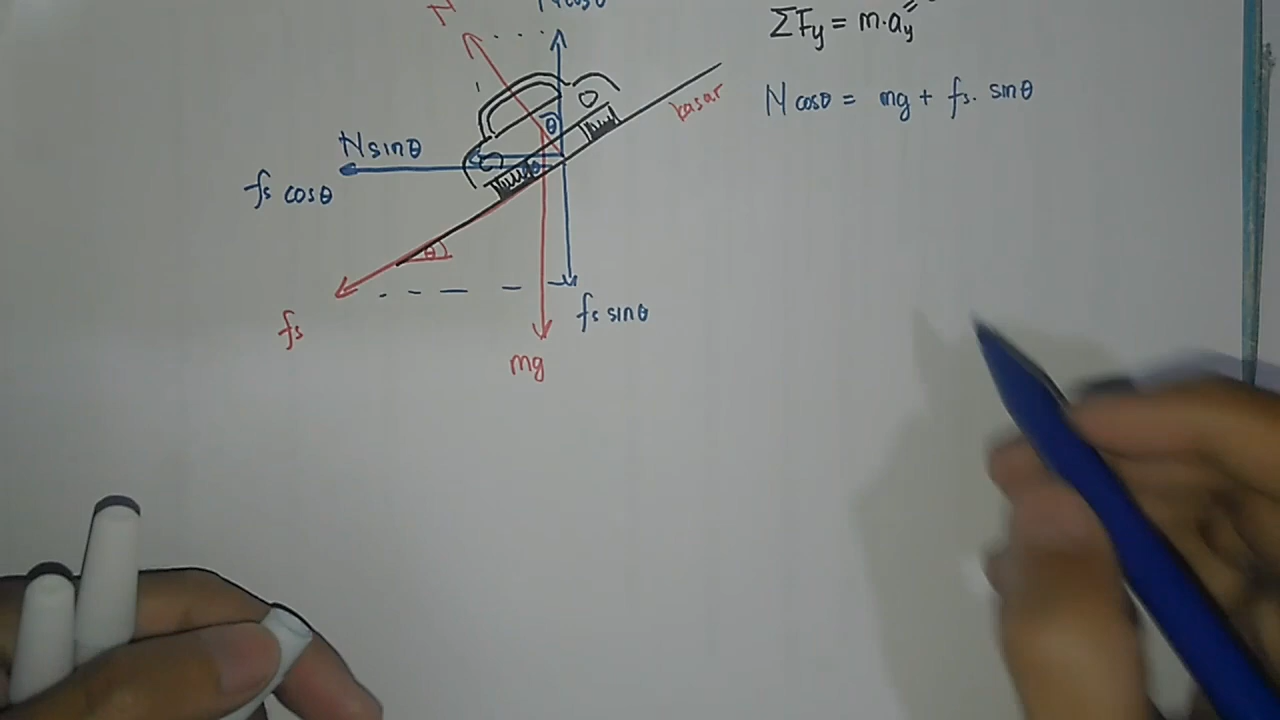 N
ΣFy = m.ay
N cosθ = mg + fs. sinθ
kasar
θ
N sinθ
θ
fs cosθ
θ
fs
fs sinθ
mg